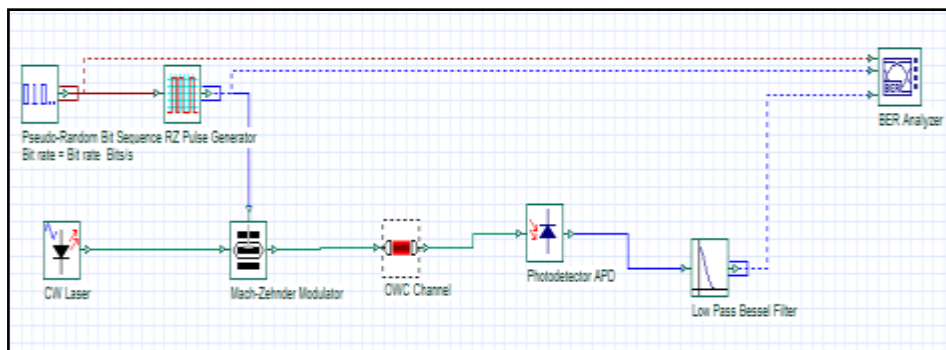 BER
BER Analyzer
Pseudo-Random Bit Sequence RZ Pulse Generator
Bit rate = Bit rate Bits/s
CW Laser
Mach-Zehnder Modulator
OWC Channel
Photodetector APD
Low Pass Bessel Filter